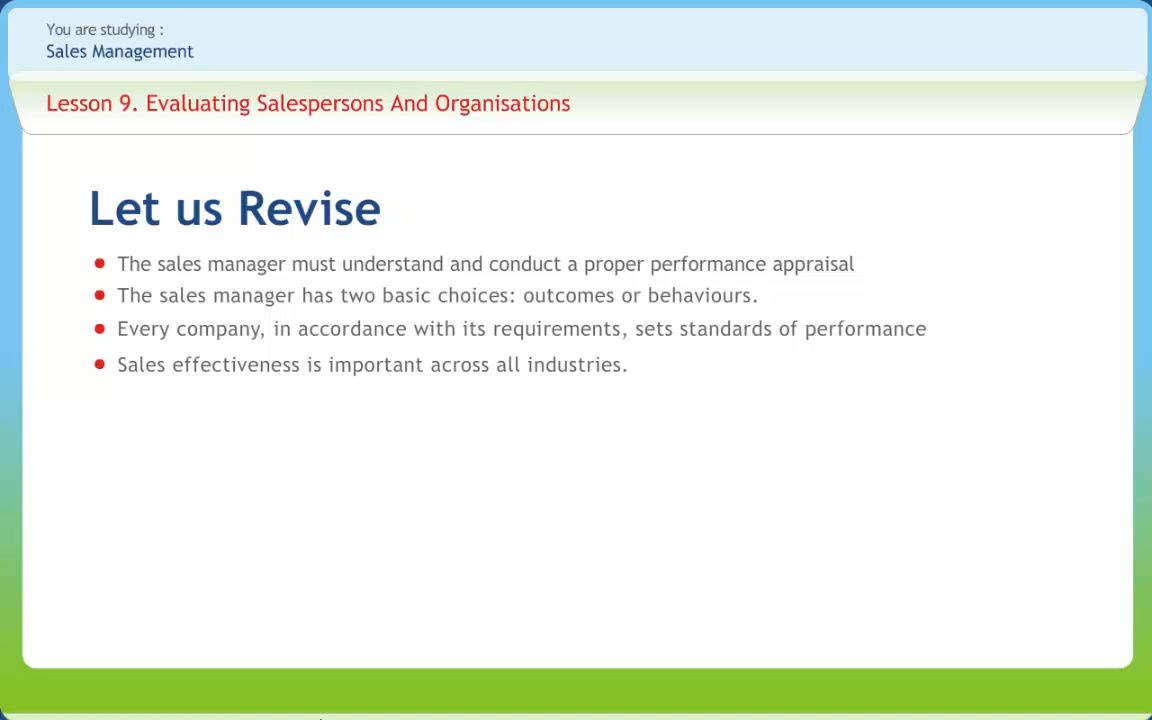 You are studying :
Sales Management
Lesson 9. Evaluating Salespersons And Organisations
Let us Revise
• The sales manager must understand and conduct a proper performance appraisal
• The sales manager has two basic choices: outcomes or behaviours.
• Every company, in accordance with its requirements, sets standards of performance
• Sales effectiveness is important across all industries.